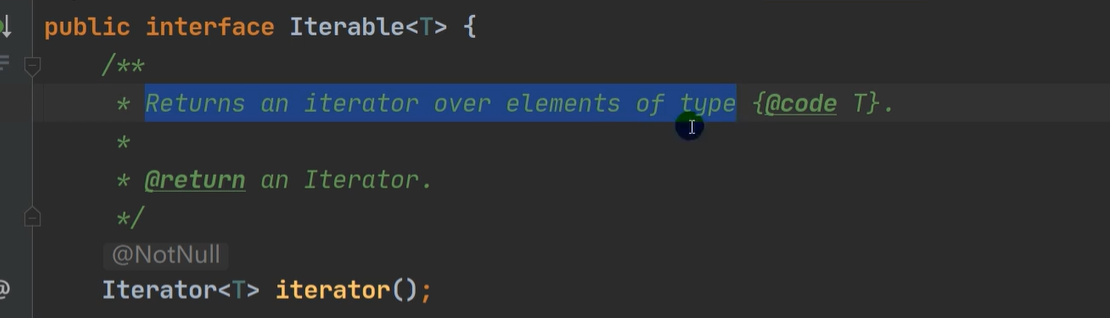 public interface Iterable<T> {
/**
* Returns an iterator over elements of type {@code T}.
*
* @return an Iterator.
*/
@NotNull
Iterator<T> iterator();